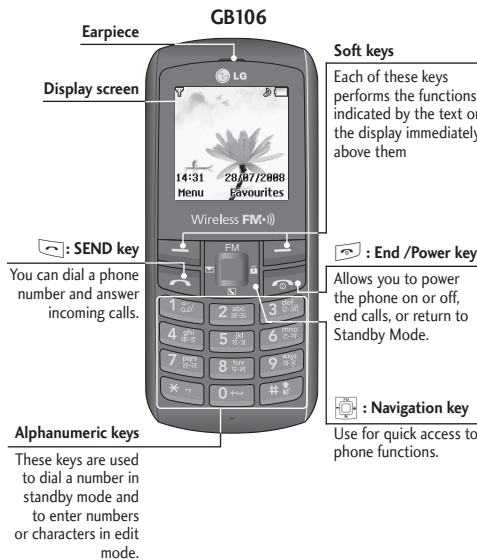 GB106
Earpiece
Display screen
Soft keys
Each of these keys
performs the functions
indicated by the text on
the display immediately
above them
LG
14:31 28/07/2008
Menu Favourites
Wireless FM
FM
: SEND key
You can dial a phone
number and answer
incoming calls.
: End /Power key
Allows you to power
the phone on or off,
end calls, or return to
Standby Mode.
1
2 abc अ-अः
3 def
4 ghi
5 jkl
6 mno
7 pqrs
8 tuv
9 wxyz
* 0 #
: Navigation key
Use for quick access to
phone functions.
Alphanumeric keys
These keys are used
to dial a number in
standby mode and
to enter numbers
or characters in edit
mode.